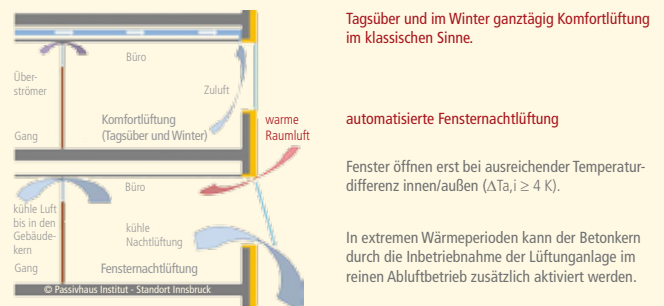 Büro
Über-
strömer
Zuluft
Gang
Komfortlüftung
(Tagsüber und Winter)
warme
Raumluft
Büro
kühle Luft
bis in den
Gebäude-
kern
kühle
Nachtlüftung
Gang
Fensternachtlüftung
© Passivhaus Institut - Standort Innsbruck
Tagsüber und im Winter ganztägig Komfortlüftung
im klassischen Sinne.
automatisierte Fensternachtlüftung
Fenster öffnen erst bei ausreichender Temperatur-
differenz innen/außen (ΔTa,i ≥ 4 K).
In extremen Wärmeperioden kann der Betonkern
durch die Inbetriebnahme der Lüftunganlage im
reinen Abluftbetrieb zusätzlich aktiviert werden.